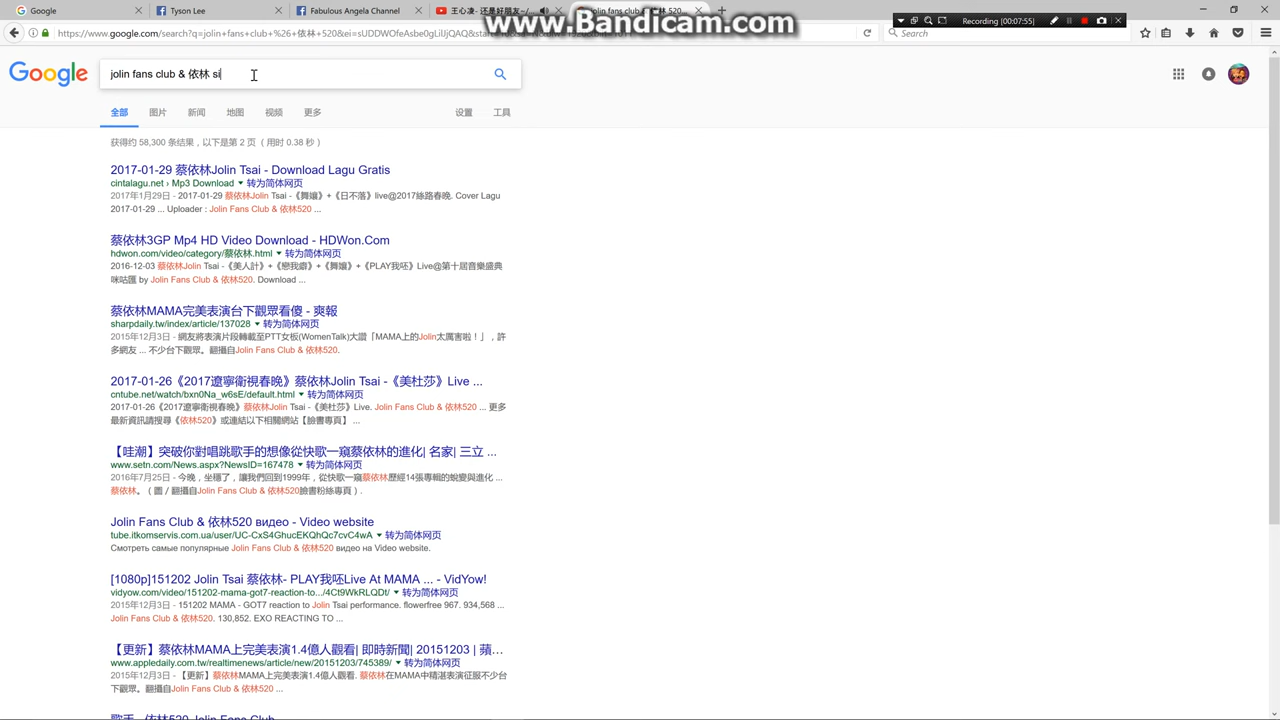 Facebook
Tyson Lee
Fabulous Angela Channel
王心凌- 还是好朋友~/...
jolin fans club & 依林 520 ...
www.Bandicam.com
Recording [00:07:55]
Search
Google
jolin fans club & 依林 si
全部 图片 新闻 地图 视频 更多 设置 工具
获得约 58,300 条结果，以下是第 2 页 （用时 0.38 秒）
2017-01-29 蔡依林Jolin Tsai - Download Lagu Gratis
cintalagu.net › Mp3 Download ▾ 转为简体网页
2017年1月29日 - 2017-01-29 蔡依林Jolin Tsai -《舞孃》+《日不落》live@2017絲路春晚. Cover Lagu
2017-01-29 ... Uploader : Jolin Fans Club & 依林520 ...
蔡依林3GP Mp4 HD Video Download - HDWon.Com
hdwon.com/video/category/蔡依林.html ▾ 转为简体网页
2016-12-03 蔡依林Jolin Tsai -《美人計》+《戀我癖》+《舞孃》+《PLAY我呸》Live@第十屆音樂盛典
咪咕匯 by Jolin Fans Club & 依林520. Download ...
蔡依林MAMA完美表演台下觀眾看傻 - 爽報
sharpdaily.tw/index/article/137028 ▾ 转为简体网页
2015年12月3日 - 網友將表演片段轉載至PTT女板(WomenTalk)大讚「MAMA上的Jolin太厲害啦！」，許
多網友 ... 不少台下觀眾。翻攝自Jolin Fans Club & 依林520.
2017-01-26《2017遼寧衛視春晚》蔡依林Jolin Tsai -《美杜莎》Live ...
cntube.net/watch/bxn0Na_w6sE/default.html ▾ 转为简体网页
2017-01-26《2017遼寧衛視春晚》蔡依林Jolin Tsai -《美杜莎》Live. Jolin Fans Club & 依林520 ... 更多
最新資訊請搜尋《依林520》或連結以下相關網站【臉書專頁】 ...
【哇潮】突破你對唱跳歌手的想像從快歌一窺蔡依林的進化| 名家| 三立 ...
www.setn.com/News.aspx?NewsID=167478 ▾ 转为简体网页
2016年7月25日 - 今晚，坐穩了，讓我們回到1999年，從快歌一窺蔡依林歷經14張專輯的蛻變與進化 ...
蔡依林。（ 圖 / 翻攝自Jolin Fans Club & 依林520臉書粉絲專頁 ）.
Jolin Fans Club & 依林520 видео - Video website
tube.itkomservis.com.ua/user/UC-CxS4GhucEKQhQc7cvC4wA ▾ 转为简体网页
Смотреть самые популярные Jolin Fans Club & 依林520 видео на Video website.
[1080p]151202 Jolin Tsai 蔡依林- PLAY我呸Live At MAMA ... - VidYow!
vidyow.com/video/151202-mama-got7-reaction-to.../4Ct9WkRLQDt/ ▾ 转为简体网页
2015年12月3日 - 151202 MAMA - GOT7 reaction to Jolin Tsai performance. flowerfree 967. 934,568 ...
Jolin Fans Club & 依林520. 130,852. EXO REACTING TO ...
【更新】蔡依林MAMA上完美表演1.4億人觀看| 即時新聞| 20151203 | 蘋...
www.appledaily.com.tw/realtimenews/article/new/20151203/745389/ ▾ 转为简体网页
2015年12月3日 - 【更新】蔡依林MAMA上完美表演1.4億人觀看. 蔡依林在MAMA中精湛表演征服不少台
下觀眾。翻攝自Jolin Fans Club & 依林520 ...
歌手 - 依林520 Jolin Fans Club